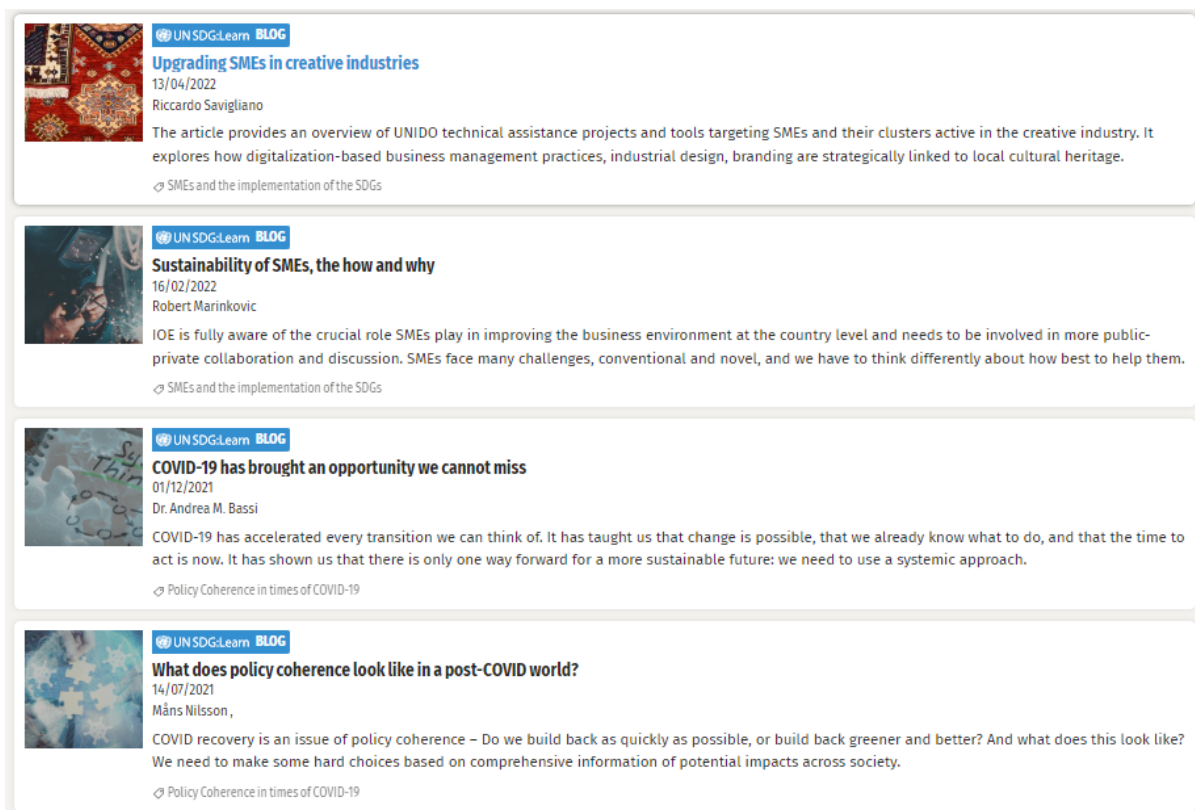 UN SDG:Learn BLOG
Upgrading SMEs in creative industries
13/04/2022
Riccardo Savigliano
The article provides an overview of UNIDO technical assistance projects and tools targeting SMEs and their clusters active in the creative industry. It
explores how digitalization-based business management practices, industrial design, branding are strategically linked to local cultural heritage.
SMEs and the implementation of the SDGs
UN SDG:Learn BLOG
Sustainability of SMEs, the how and why
16/02/2022
Robert Marinkovic
IOE is fully aware of the crucial role SMEs play in improving the business environment at the country level and needs to be involved in more public-
private collaboration and discussion. SMEs face many challenges, conventional and novel, and we have to think differently about how best to help them.
SMEs and the implementation of the SDGs
UN SDG:Learn BLOG
Sy
Thin
COVID-19 has brought an opportunity we cannot miss
01/12/2021
Dr. Andrea M. Bassi
COVID-19 has accelerated every transition we can think of. It has taught us that change is possible, that we already know what to do, and that the time to
act is now. It has shown us that there is only one way forward for a more sustainable future: we need to use a systemic approach.
Policy Coherence in times of COVID-19
UN SDG:Learn BLOG
What does policy coherence look like in a post-COVID world?
14/07/2021
Måns Nilsson ,
COVID recovery is an issue of policy coherence – Do we build back as quickly as possible, or build back greener and better? And what does this look like?
We need to make some hard choices based on comprehensive information of potential impacts across society.
Policy Coherence in times of COVID-19